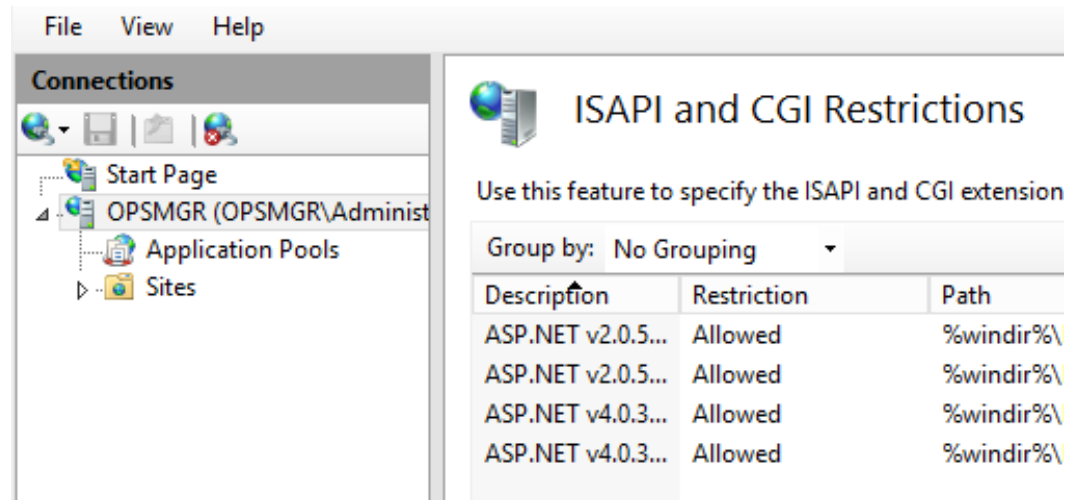 File View Help
Connections
Start Page
OPSMGR (OPSMGR\Administ
Application Pools
Sites
ISAPI and CGI Restrictions
Use this feature to specify the ISAPI and CGI extension
Group by: No Grouping
Description Restriction Path
ASP.NET v2.0.5... Allowed %windir%\
ASP.NET v2.0.5... Allowed %windir%\
ASP.NET v4.0.3... Allowed %windir%\
ASP.NET v4.0.3... Allowed %windir%\